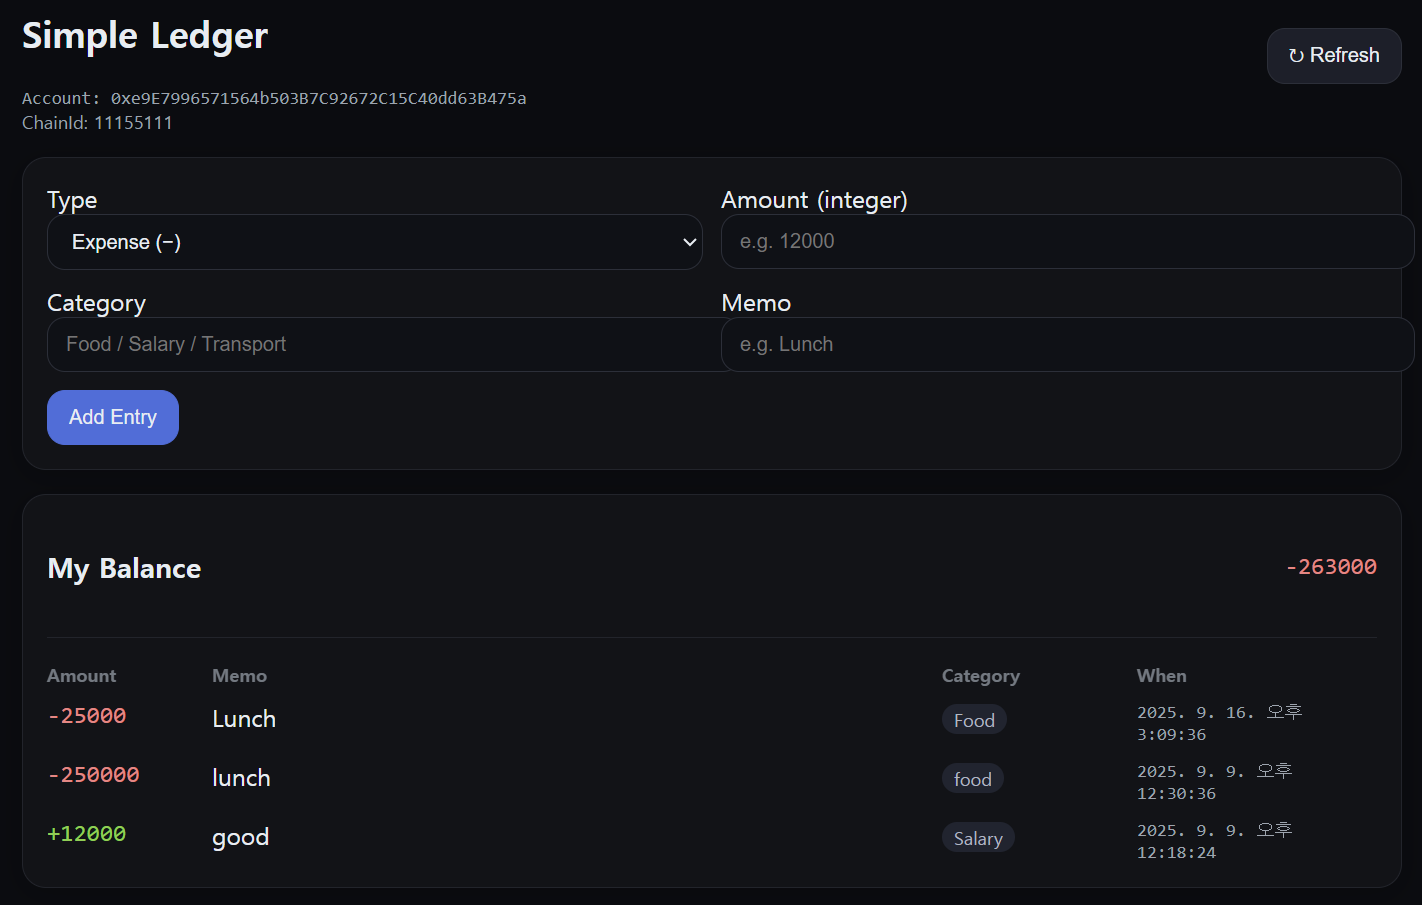 Simple Ledger
↻ Refresh
Account: 0xe9E7996571564b503B7C92672C15C40dd63B475a
ChainId: 11155111
Type
Amount (integer)
Expense (−)
e.g. 12000
Category
Memo
Food / Salary / Transport
e.g. Lunch
Add Entry
My Balance
-263000
Amount Memo Category When
-25000 Lunch Food 2025. 9. 16. 오후
3:09:36
-250000 lunch food 2025. 9. 9. 오후
12:30:36
+12000 good Salary 2025. 9. 9. 오후
12:18:24